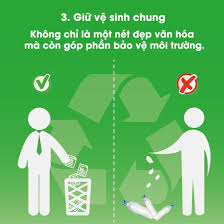 3. Giữ vệ sinh chung.
Không chỉ là một nét đẹp văn hóa
mà còn góp phần bảo vệ môi trường.